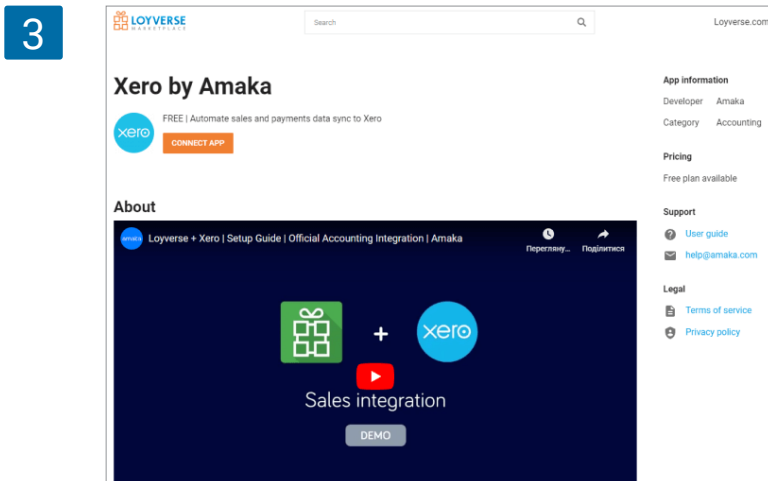 3
LOYVERSE
MARKETPLACE
Search
Loyverse.com
Xero by Amaka
xero
FREE | Automate sales and payments data sync to Xero
CONNECT APP
App information
Developer Amaka
Category Accounting
Pricing
Free plan available
Support
User guide
help@amaka.com
Legal
Terms of service
Privacy policy
About
amaka
Loyverse + Xero | Setup Guide | Official Accounting Integration | Amaka
Перегляну... Поділитися
+
xero
Sales integration
DEMO